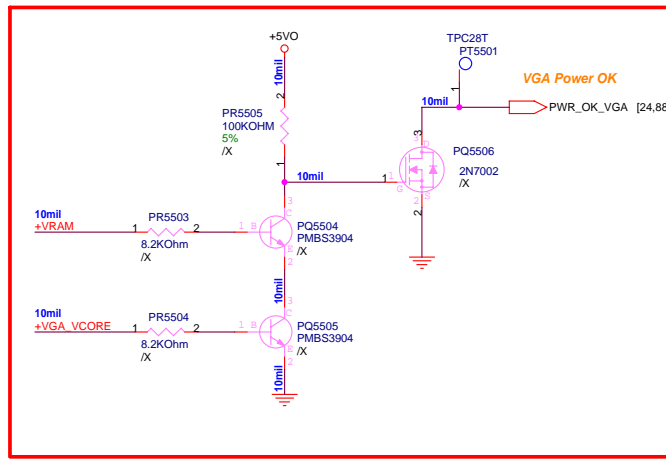 +5VO
TPC28T
PT5501
VGA Power OK
10mil
2
PR5505
100KOHM
5%
/X
1
10mil
1
10mil
PWR_OK_VGA [24,88
3
D
PQ5506
2N7002
/X
1
G
S
2
10mil
3
C
10mil
+VRAM
PR5503
1
2
8.2KOhm
/X
1 B
PQ5504
PMBS3904
/X
E
2
10mil
3
C
10mil
+VGA_VCORE
PR5504
1
2
8.2KOhm
/X
1 B
PQ5505
PMBS3904
/X
E
2
10mil